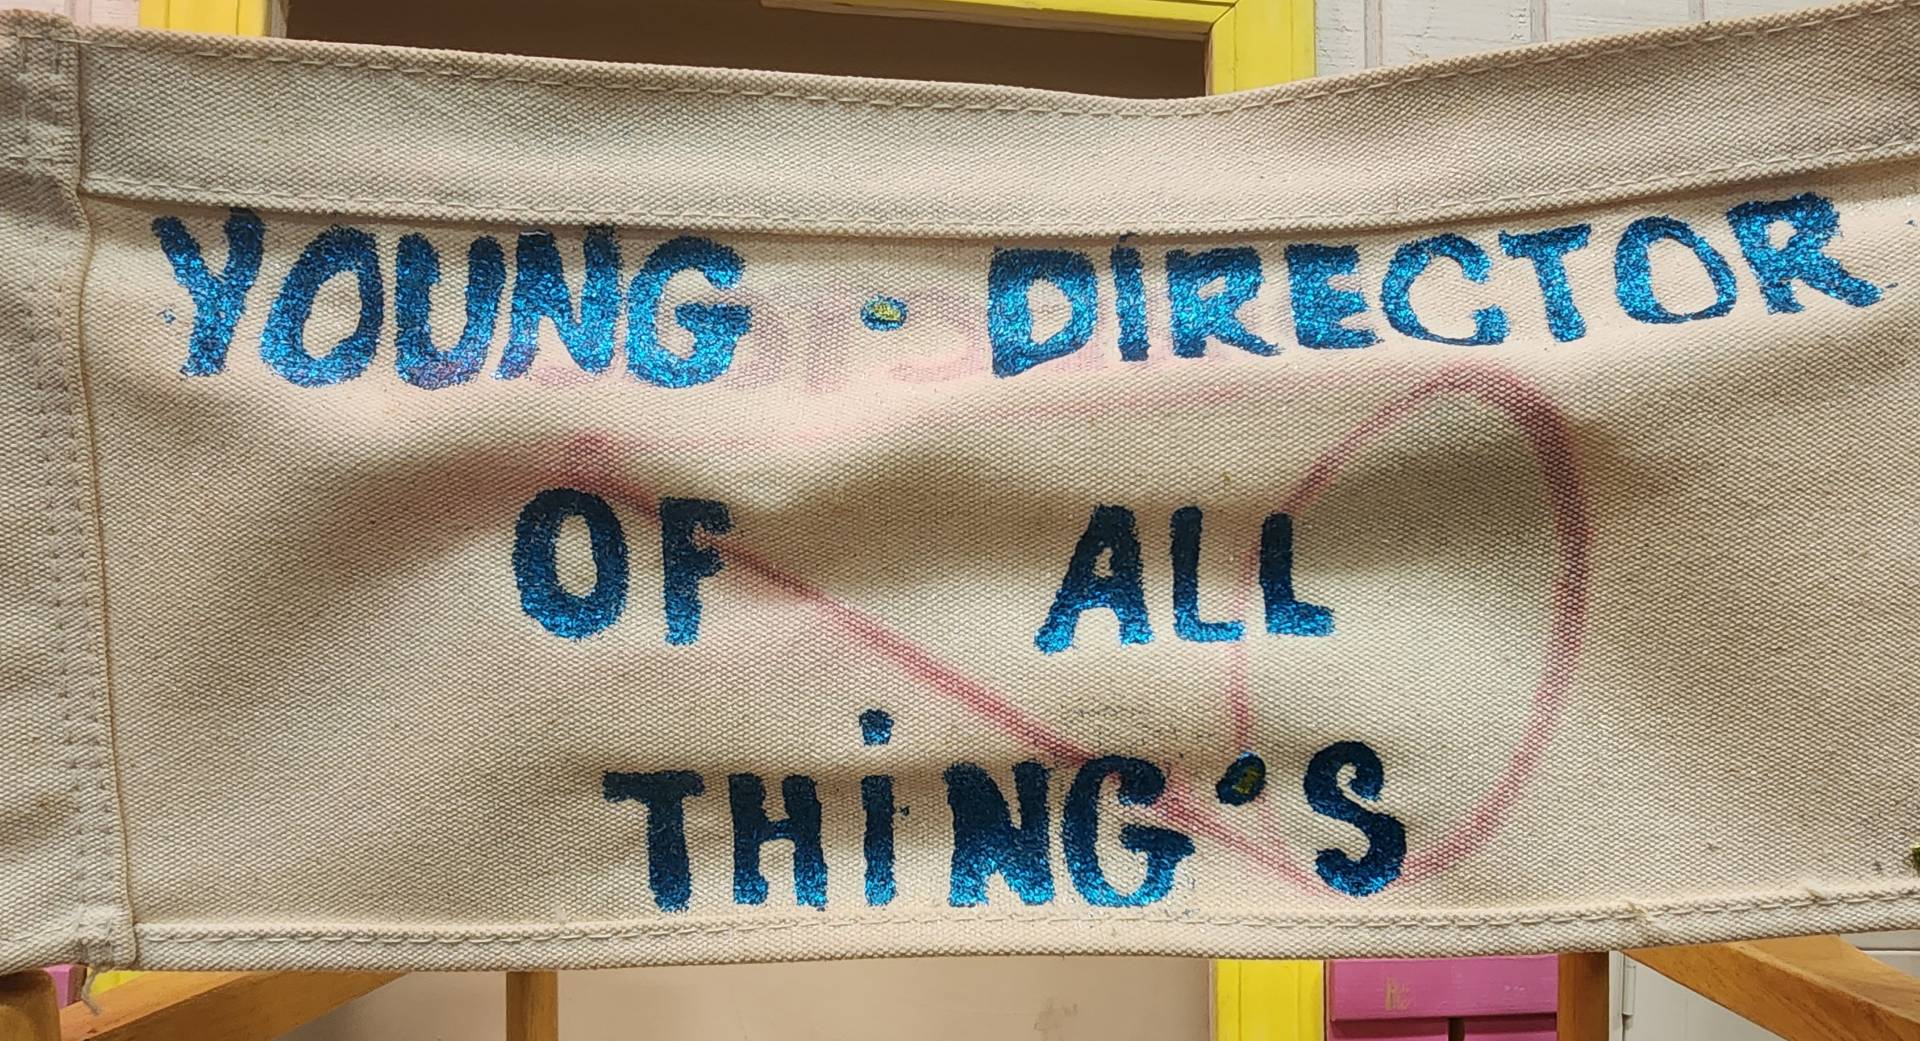 YOUNG · DIRECTOR
OF ALL
THiNG'S